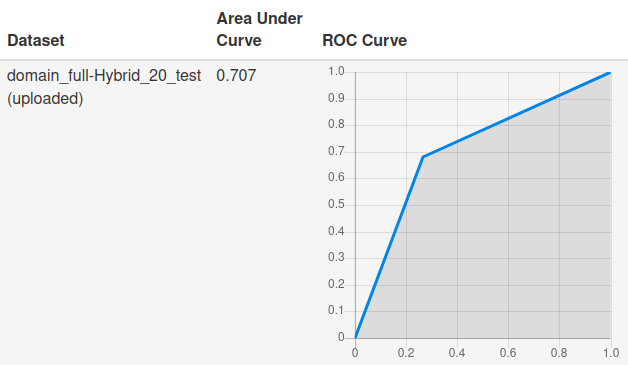 Area Under
Dataset Curve ROC Curve
domain_full-Hybrid_20_test 0.707
(uploaded)
1.0
0.9
0.8
0.7
0.6
0.5
0.4
0.3
0.2
0.1
0
0 0.2 0.4 0.6 0.8 1.0